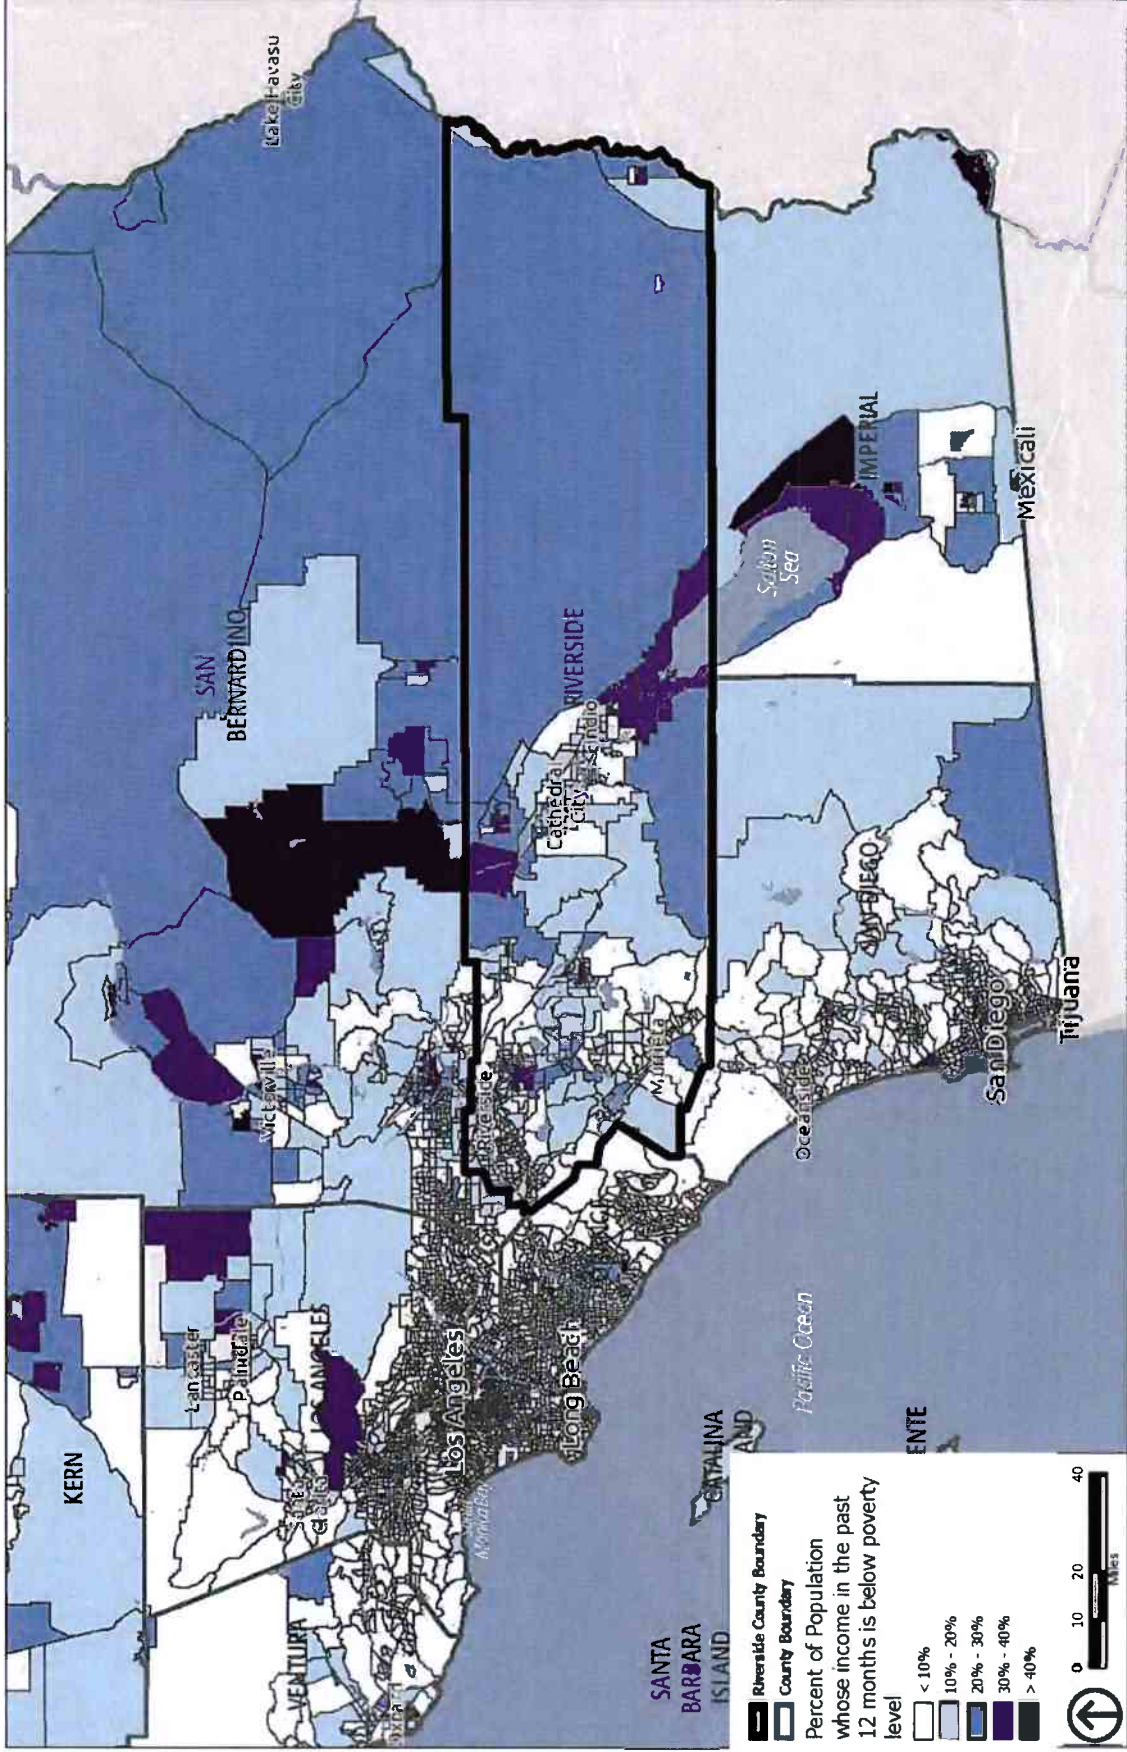 Lake Havasu
City
SAN
BERNARDINO
KERN
Lancaster
Palmdale
Victorville
LOS ANGELES
Santa
Clarita
VENTURA
Los Angeles
Long Beach
Riverside
RIVERSIDE
Cathedral
City
Indio
Murrieta
Salton
Sea
IMPERIAL
Mexicali
SAN DIEGO
Oceanside
San Diego
Tijuana
Pacific Ocean
CATALINA
SANTA
BARBARA
ISLAND
ENTE
Riverside County Boundary
County Boundary
Percent of Population
whose income in the past
12 months is below poverty
level
< 10%
10% - 20%
20% - 30%
30% - 40%
> 40%
0 10 20 40
Miles